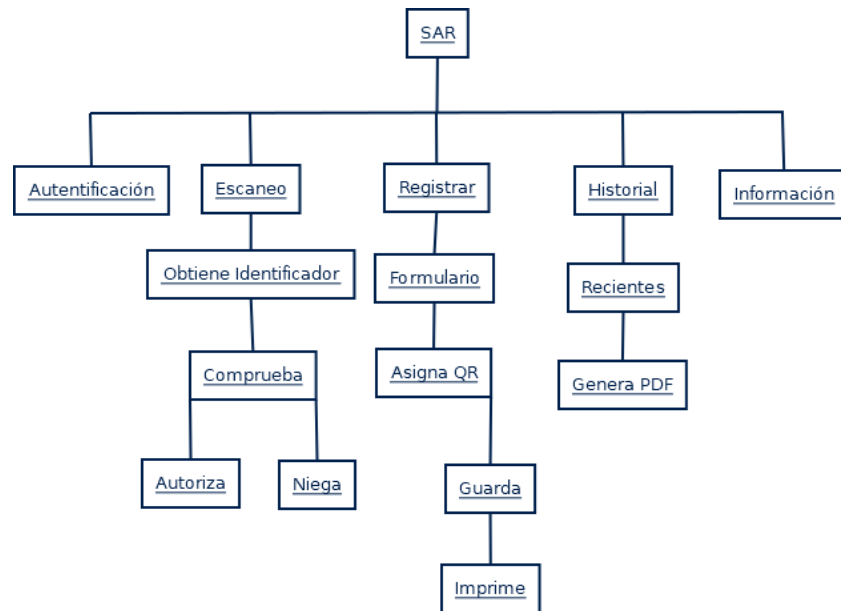 SAR
Autentificación
Escaneo
Registrar
Historial
Información
Obtiene Identificador
Formulario
Recientes
Comprueba
Asigna QR
Genera PDF
Autoriza
Niega
Guarda
Imprime